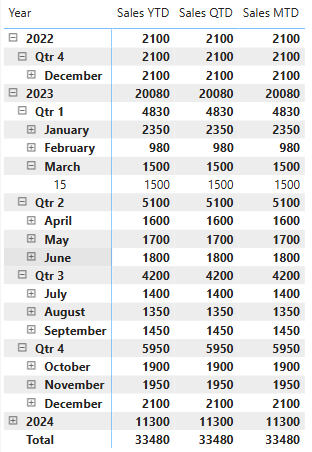 Year Sales YTD Sales QTD Sales MTD
2022 2100 2100 2100
Qtr 4 2100 2100 2100
December 2100 2100 2100
2023 20080 20080 20080
Qtr 1 4830 4830 4830
January 2350 2350 2350
February 980 980 980
March 1500 1500 1500
15 1500 1500 1500
Qtr 2 5100 5100 5100
April 1600 1600 1600
May 1700 1700 1700
June 1800 1800 1800
Qtr 3 4200 4200 4200
July 1400 1400 1400
August 1350 1350 1350
September 1450 1450 1450
Qtr 4 5950 5950 5950
October 1900 1900 1900
November 1950 1950 1950
December 2100 2100 2100
2024 11300 11300 11300
Total 33480 33480 33480